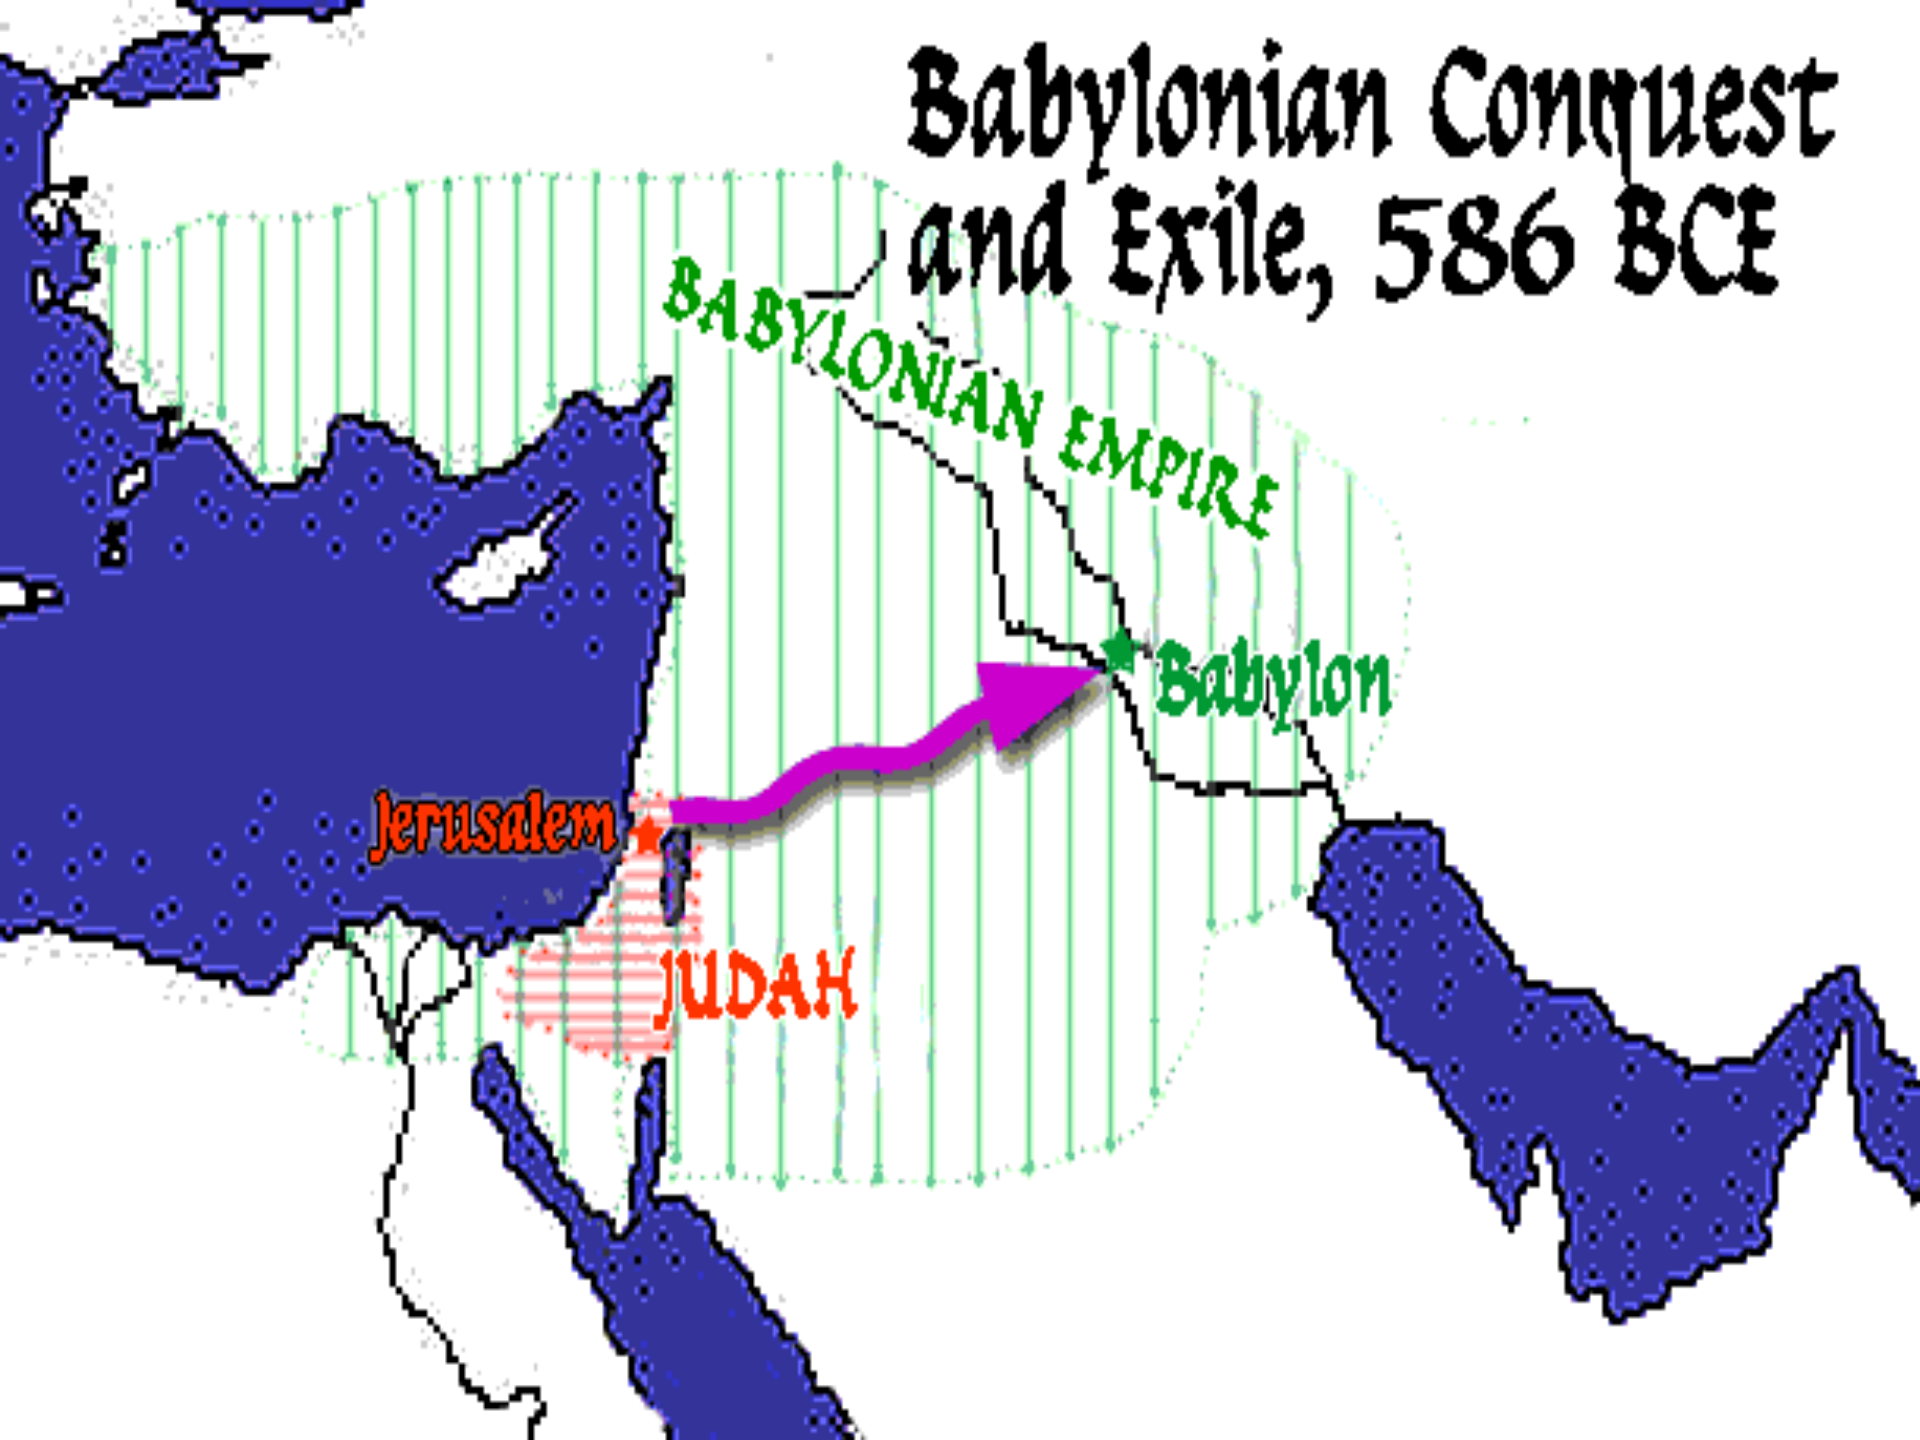 Babylonian Conquest
and Exile, 586 BCE
BABYLONIAN EMPIRE
Babylon
Jerusalem
JUDAH